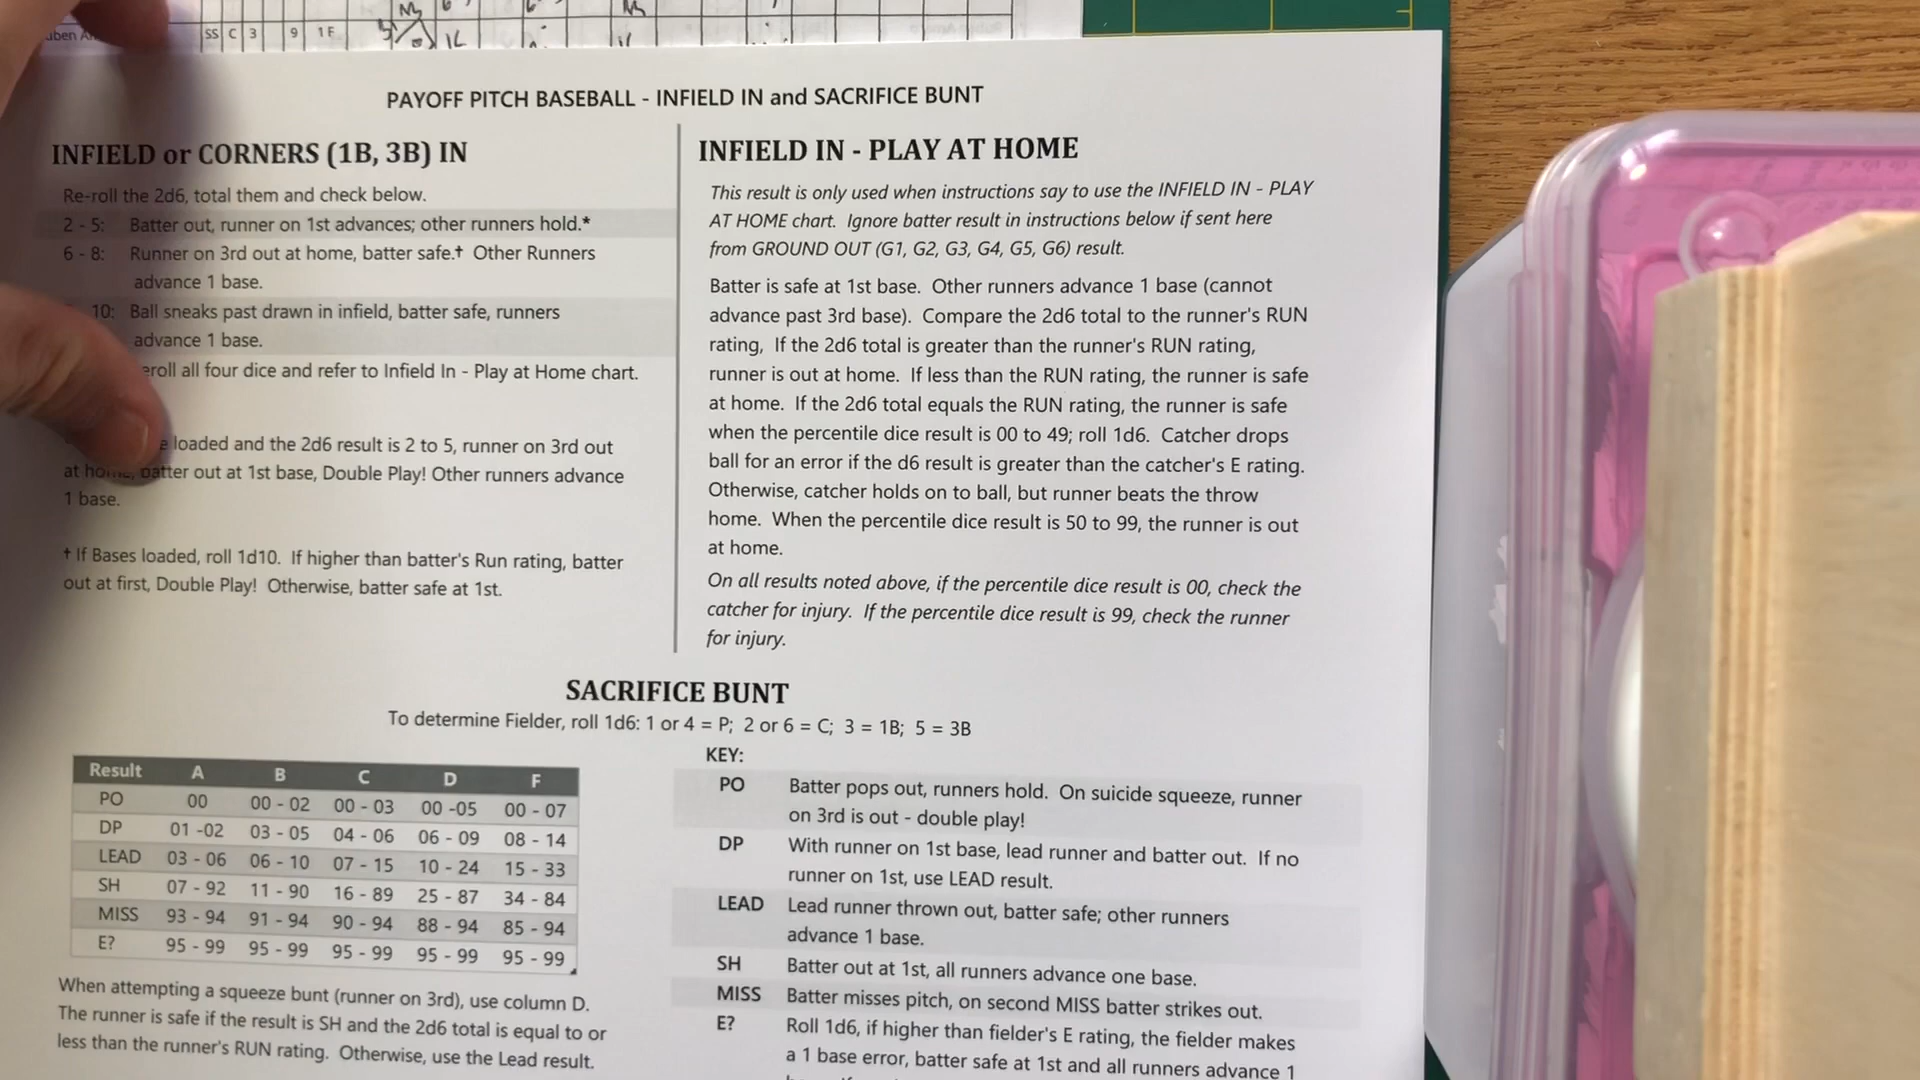 SS C 3 9 1F
PAYOFF PITCH BASEBALL - INFIELD IN and SACRIFICE BUNT
INFIELD or CORNERS (1B, 3B) IN
Re-roll the 2d6, total them and check below.
2 - 5: Batter out, runner on 1st advances; other runners hold.*
6 - 8: Runner on 3rd out at home, batter safe.† Other Runners
advance 1 base.
10: Ball sneaks past drawn in infield, batter safe, runners
advance 1 base.
all four dice and refer to Infield In - Play at Home chart.
loaded and the 2d6 result is 2 to 5, runner on 3rd out
at batter out at 1st base, Double Play! Other runners advance
1 base.
† If Bases loaded, roll 1d10. If higher than batter's Run rating, batter
out at first, Double Play! Otherwise, batter safe at 1st.
INFIELD IN - PLAY AT HOME
This result is only used when instructions say to use the INFIELD IN - PLAY
AT HOME chart. Ignore batter result in instructions below if sent here
from GROUND OUT (G1, G2, G3, G4, G5, G6) result.
Batter is safe at 1st base. Other runners advance 1 base (cannot
advance past 3rd base). Compare the 2d6 total to the runner's RUN
rating, If the 2d6 total is greater than the runner's RUN rating,
runner is out at home. If less than the RUN rating, the runner is safe
at home. If the 2d6 total equals the RUN rating, the runner is safe
when the percentile dice result is 00 to 49; roll 1d6. Catcher drops
ball for an error if the d6 result is greater than the catcher's E rating.
Otherwise, catcher holds on to ball, but runner beats the throw
home. When the percentile dice result is 50 to 99, the runner is out
at home.
On all results noted above, if the percentile dice result is 00, check the
catcher for injury. If the percentile dice result is 99, check the runner
for injury.
SACRIFICE BUNT
To determine Fielder, roll 1d6: 1 or 4 = P; 2 or 6 = C; 3 = 1B; 5 = 3B
Result A B C D F
PO 00 00 - 02 00 - 03 00 -05 00 - 07
DP 01 -02 03 - 05 04 - 06 06 - 09 08 - 14
LEAD 03 - 06 06 - 10 07 - 15 10 - 24 15 - 33
SH 07 - 92 11 - 90 16 - 89 25 - 87 34 - 84
MISS 93 - 94 91 - 94 90 - 94 88 - 94 85 - 94
E? 95 - 99 95 - 99 95 - 99 95 - 99 95 - 99
When attempting a squeeze bunt (runner on 3rd), use column D.
The runner is safe if the result is SH and the 2d6 total is equal to or
less than the runner's RUN rating. Otherwise, use the Lead result.
KEY:
PO Batter pops out, runners hold. On suicide squeeze, runner
on 3rd is out - double play!
DP With runner on 1st base, lead runner and batter out. If no
runner on 1st, use LEAD result.
LEAD Lead runner thrown out, batter safe; other runners
advance 1 base.
SH Batter out at 1st, all runners advance one base.
MISS Batter misses pitch, on second MISS batter strikes out.
E? Roll 1d6, if higher than fielder's E rating, the fielder makes
a 1 base error, batter safe at 1st and all runners advance 1